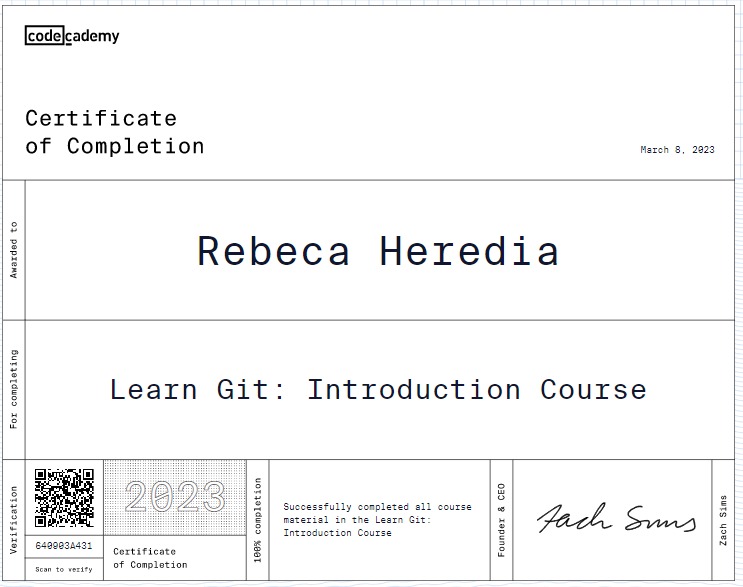 codecademy
Certificate
of Completion
March 8, 2023
Awarded to
Rebeca Heredia
For completing
Learn Git: Introduction Course
Verification
640903A431
Scan to verify
2023
Certificate
of Completion
100% completion
Successfully completed all course
material in the Learn Git:
Introduction Course
Founder & CEO
Zach Sims
Zach Sims